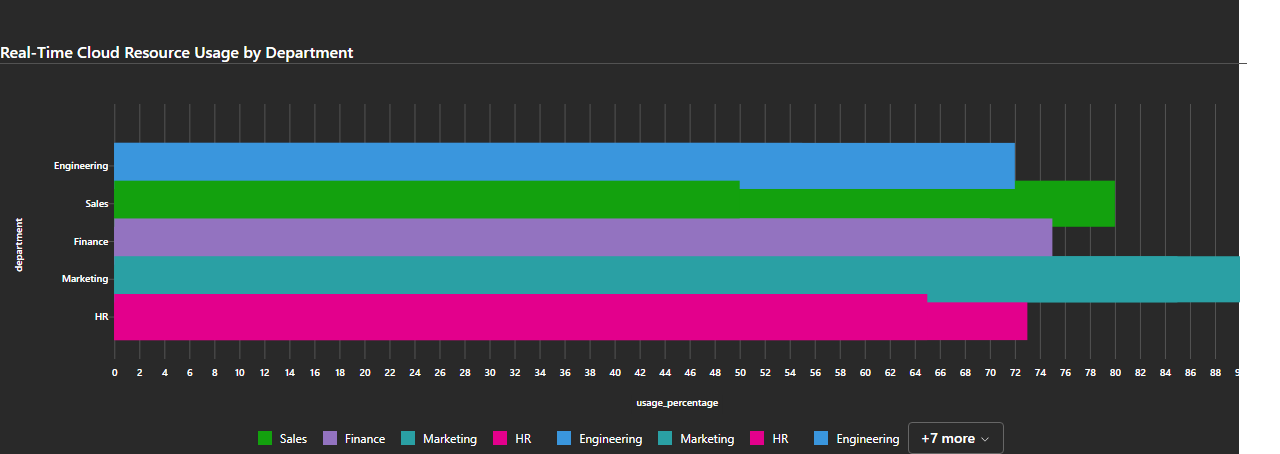 Real-Time Cloud Resource Usage by Department
department
Engineering
Sales
Finance
Marketing
HR
0 2 4 6 8 10 12 14 16 18 20 22 24 26 28 30 32 34 36 38 40 42 44 46 48 50 52 54 56 58 60 62 64 66 68 70 72 74 76 78 80 82 84 86 88
usage_percentage
Sales Finance Marketing HR Engineering Marketing HR Engineering +7 more